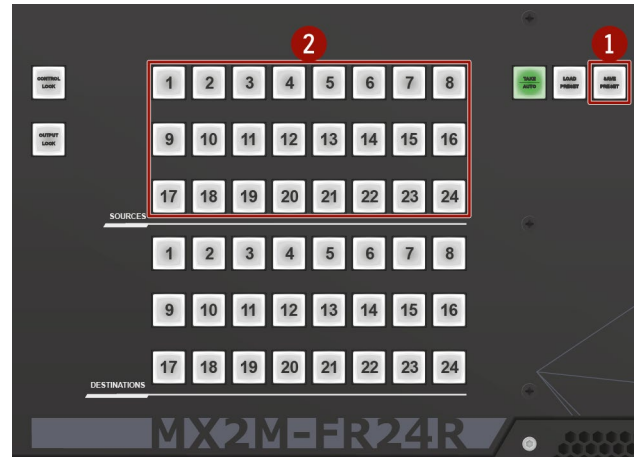 2
1
CONTROL
LOCK
1 2 3 4 5 6 7 8
TAKE
AUTO
LOAD
PRESET
SAVE
PRESET
OUTPUT
LOCK
9 10 11 12 13 14 15 16
17 18 19 20 21 22 23 24
SOURCES
1 2 3 4 5 6 7 8
9 10 11 12 13 14 15 16
17 18 19 20 21 22 23 24
DESTINATIONS
MX2M-FR24R